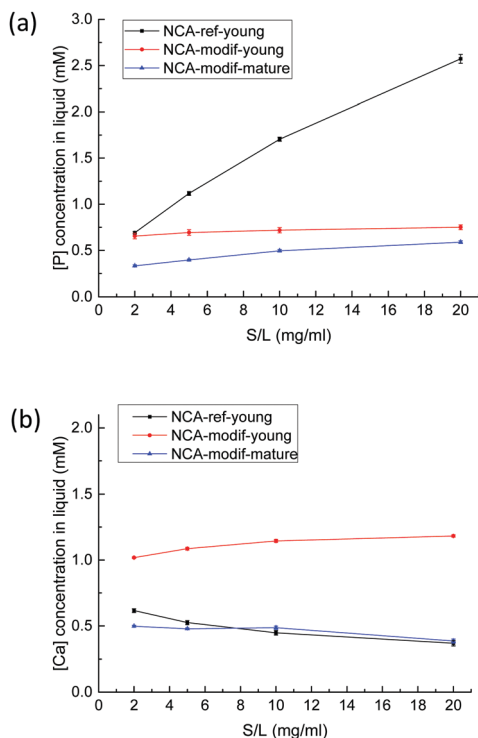 (a)
NCA-ref-young
NCA-modif-young
NCA-modif-mature
[P] concentration in liquid (mM)
3.0
2.5
2.0
1.5
1.0
0.5
0.0
0 2 4 6 8 10 12 14 16 18 20
S/L (mg/ml)
(b)
NCA-ref-young
NCA-modif-young
NCA-modif-mature
[Ca] concentration in liquid (mM)
2.0
1.5
1.0
0.5
0.0
0 2 4 6 8 10 12 14 16 18 20
S/L (mg/ml)